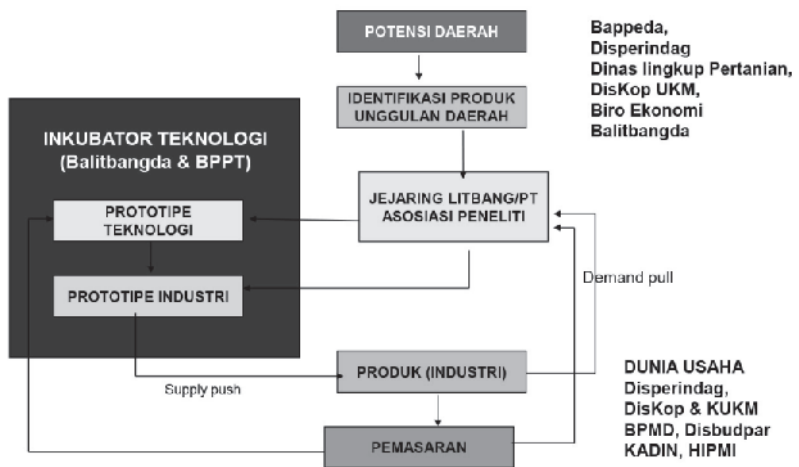 POTENSI DAERAH
Bappeda,
Disperindag
Dinas lingkup Pertanian,
DisKop UKM,
Biro Ekonomi
Balitbangda
IDENTIFIKASI PRODUK
UNGGULAN DAERAH
INKUBATOR TEKNOLOGI
(Balitbangda & BPPT)
JEJARING LITBANG/PT
ASOSIASI PENELITI
PROTOTIPE
TEKNOLOGI
PROTOTIPE INDUSTRI
Demand pull
Supply push
PRODUK (INDUSTRI)
PEMASARAN
DUNIA USAHA
Disperindag,
DisKop & KUKM
BPMD, Disbudpar
KADIN, HIPMI